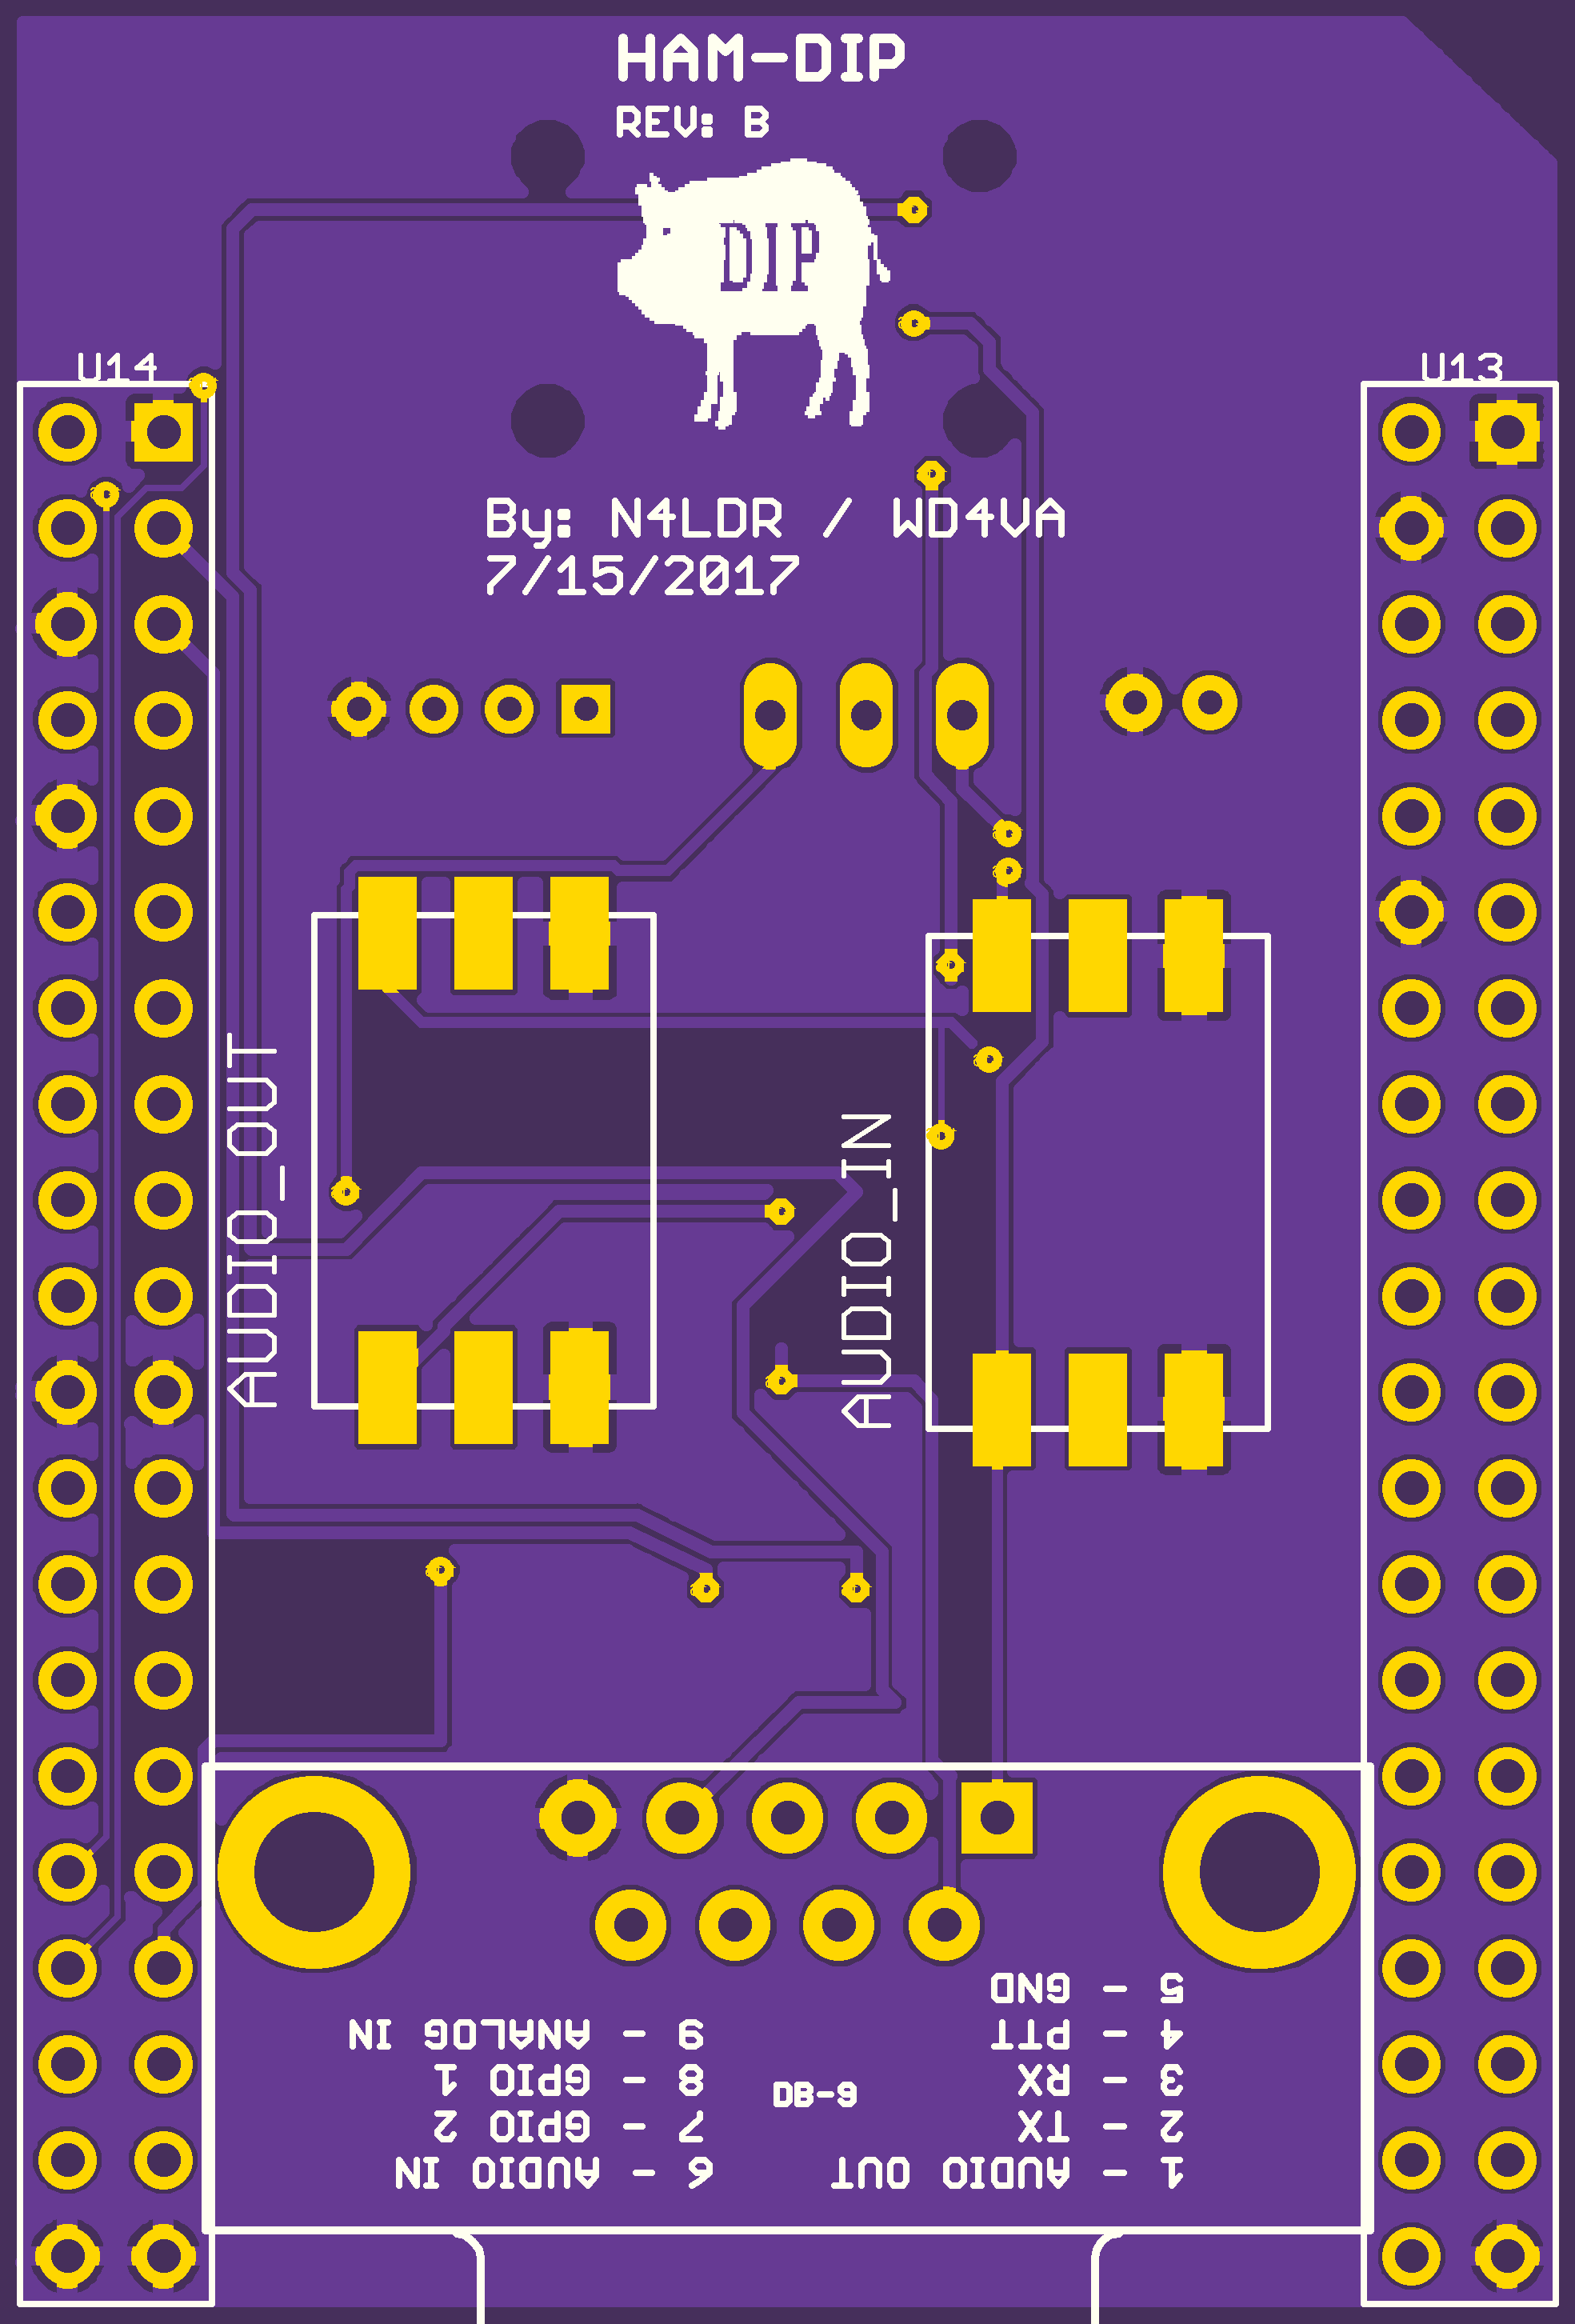 HAM-DIP
REV: B
DIP
U14
U13
By: N4LDR / WD4VA
7/15/2017
AUDIO_OUT
AUDIO_IN
1 - AUDIO OUT
2 - TX
3 - RX
4 - PTT
5 - GND
6 - AUDIO IN
7 - GPIO 2
8 - GPIO 1
9 - ANALOG IN
DB-9